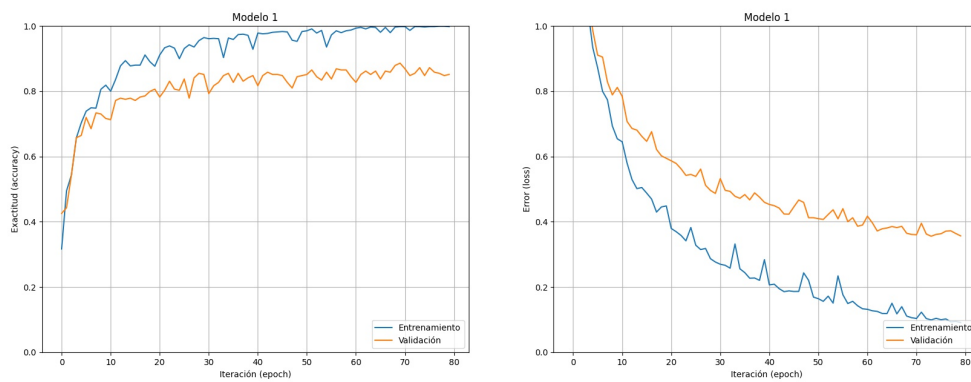 Modelo 1
1.0
0.8
0.6
0.4
0.2
0.0
Exactitud (accuracy)
0 10 20 30 40 50 60 70 80
Iteración (epoch)
Entrenamiento
Validación
Modelo 1
1.0
0.8
0.6
0.4
0.2
0.0
Error (loss)
0 10 20 30 40 50 60 70 80
Iteración (epoch)
Entrenamiento
Validación